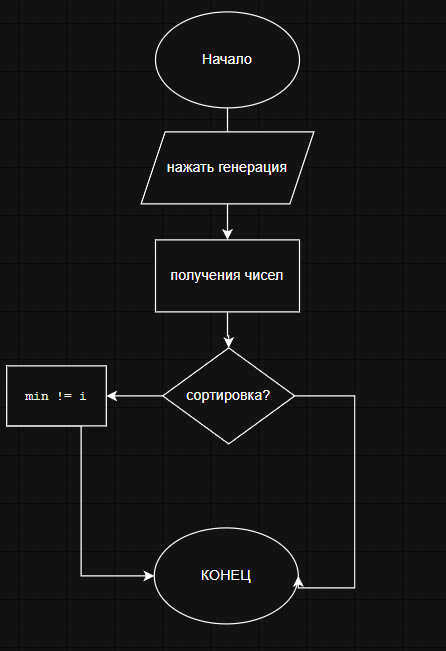 Начало
нажать генерация
получения чисел
сортировка?
min != i
КОНЕЦ